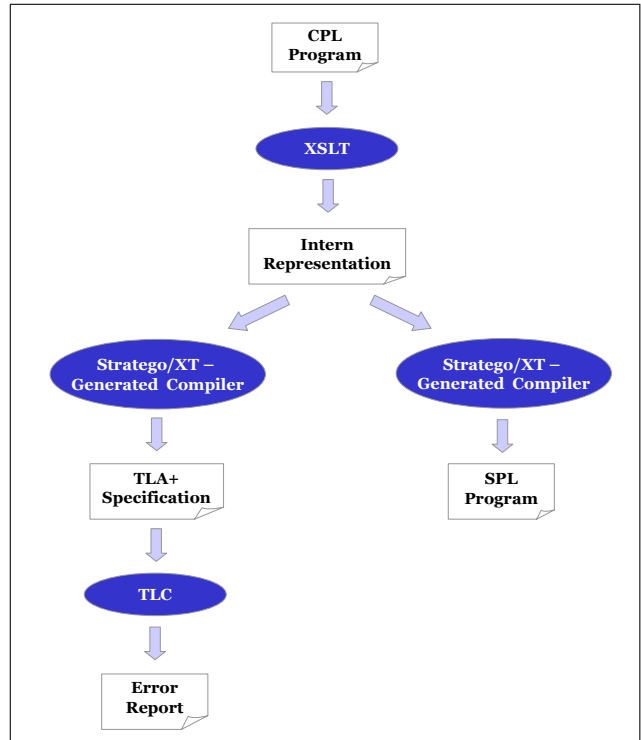 CPL
Program
XSLT
Intern
Representation
Stratego/XT –
Generated Compiler
Stratego/XT –
Generated Compiler
TLA+
Specification
SPL
Program
TLC
Error
Report